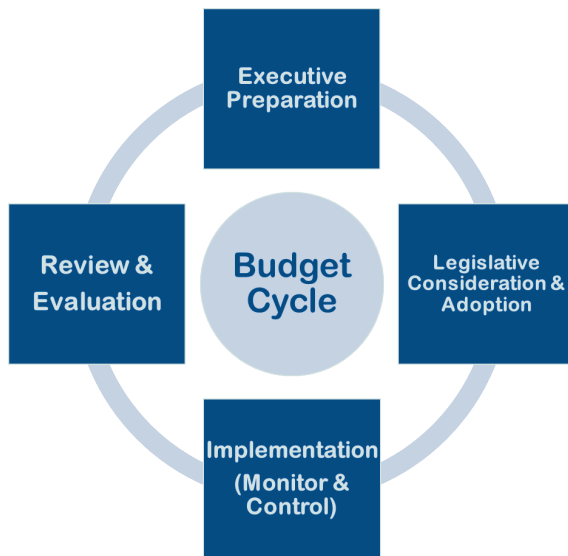 Executive
Preparation
Review &
Evaluation
Budget
Cycle
Legislative
Consideration &
Adoption
Implementation
(Monitor &
Control)